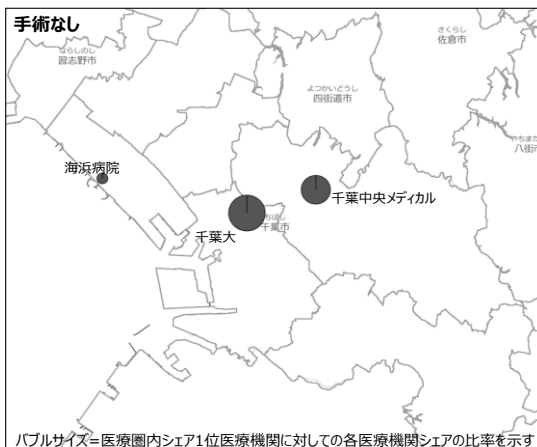 手術なし
さくらし
佐倉市
ならしのし
習志野市
よつかいどうし
四街道市
やちまた
八街市
海浜病院
千葉中央メディカル
千葉大
ちばし
千葉市
バブルサイズ=医療圏内シェア1位医療機関に対しての各医療機関シェアの比率を示す